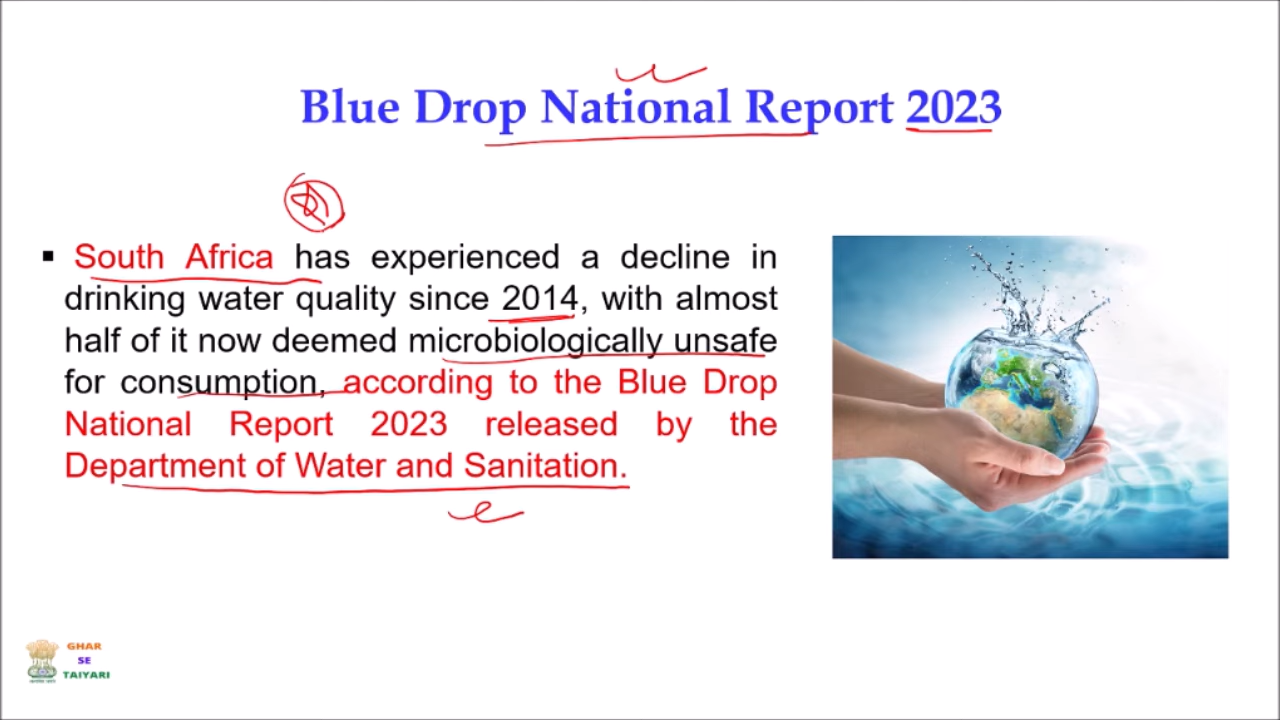 Blue Drop National Report 2023
▪ South Africa has experienced a decline in
drinking water quality since 2014, with almost
half of it now deemed microbiologically unsafe
for consumption, according to the Blue Drop
National Report 2023 released by the
Department of Water and Sanitation.
GHAR
SE
TAIYARI